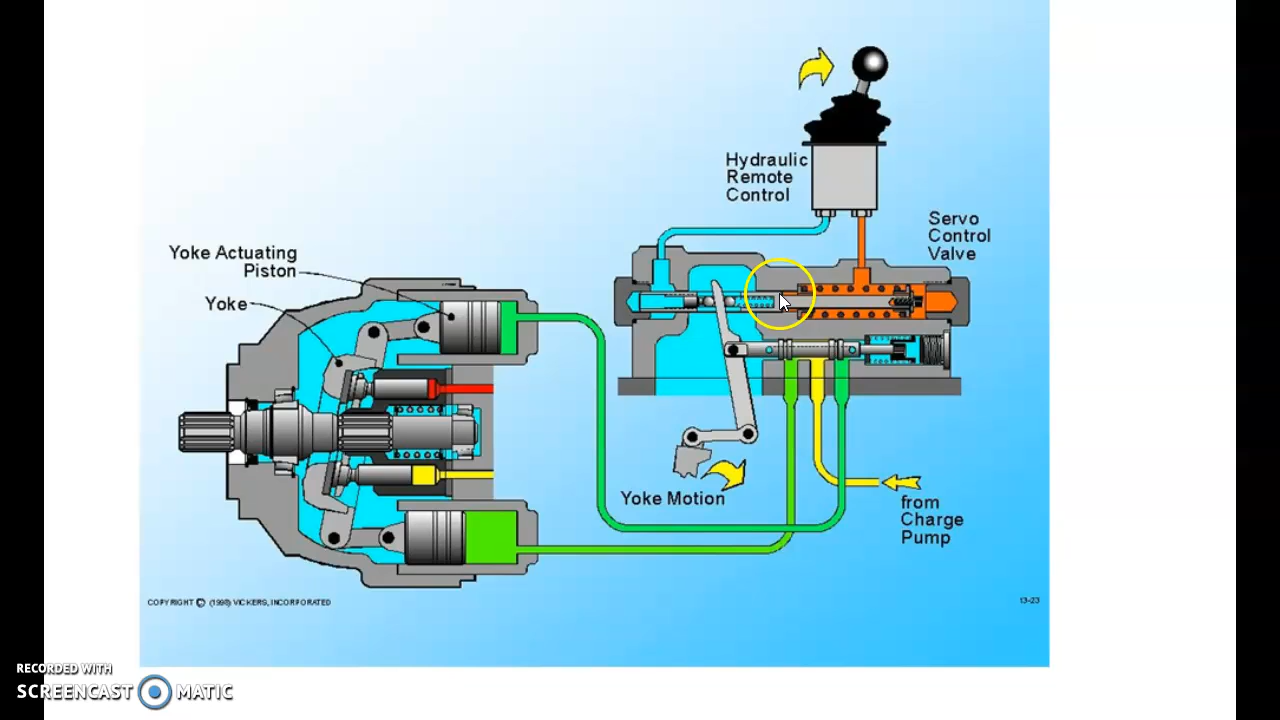 Hydraulic
Remote
Control
Servo
Control
Valve
Yoke Actuating
Piston
Yoke
Yoke Motion
from
Charge
Pump
COPYRIGHT © (1998) VICKERS, INCORPORATED
13-23
RECORDED WITH
SCREENCAST MATIC